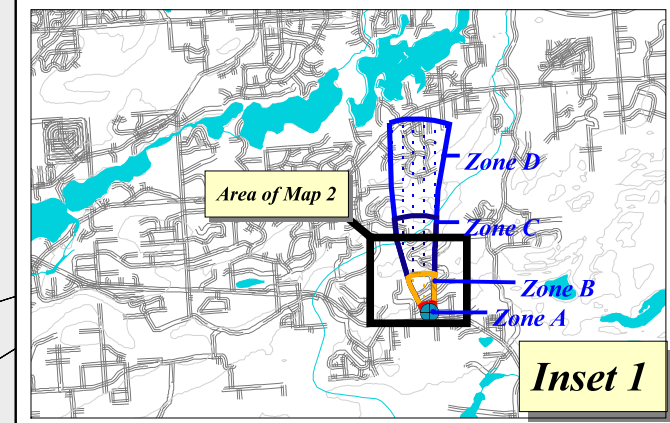 Zone D
Area of Map 2
Zone C
Zone B
Zone A
Inset 1